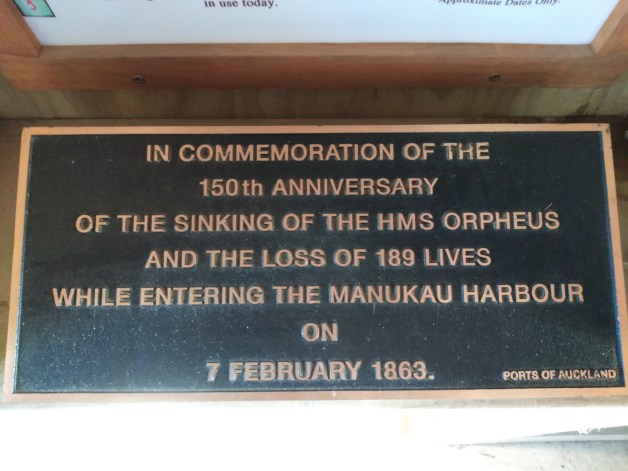 5
in use today.
Approximate Dates Only.
IN COMMEMORATION OF THE
150th ANNIVERSARY
OF THE SINKING OF THE HMS ORPHEUS
AND THE LOSS OF 189 LIVES
WHILE ENTERING THE MANUKAU HARBOUR
ON
7 FEBRUARY 1863.
PORTS OF AUCKLAND